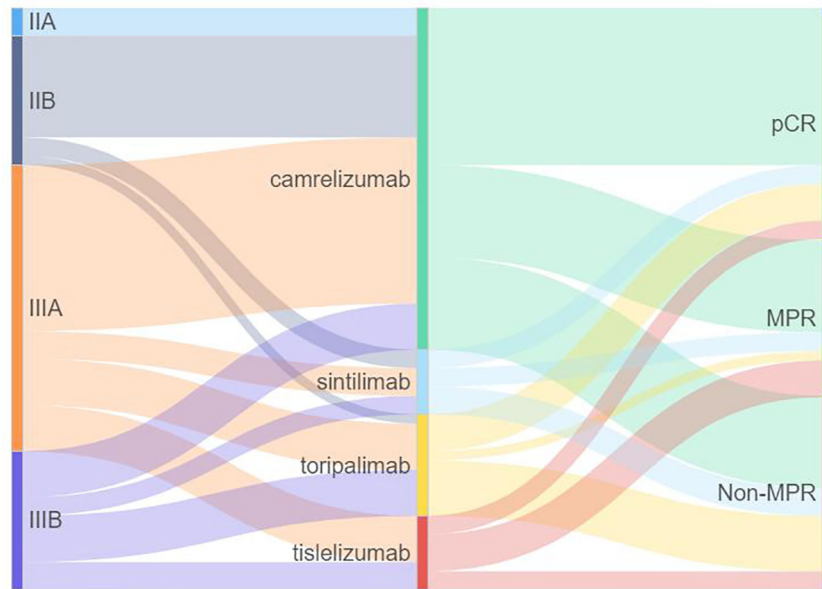 IIA
IIB
IIIA
IIIB
camrelizumab
sintilimab
toripalimab
tislelizumab
pCR
MPR
Non-MPR